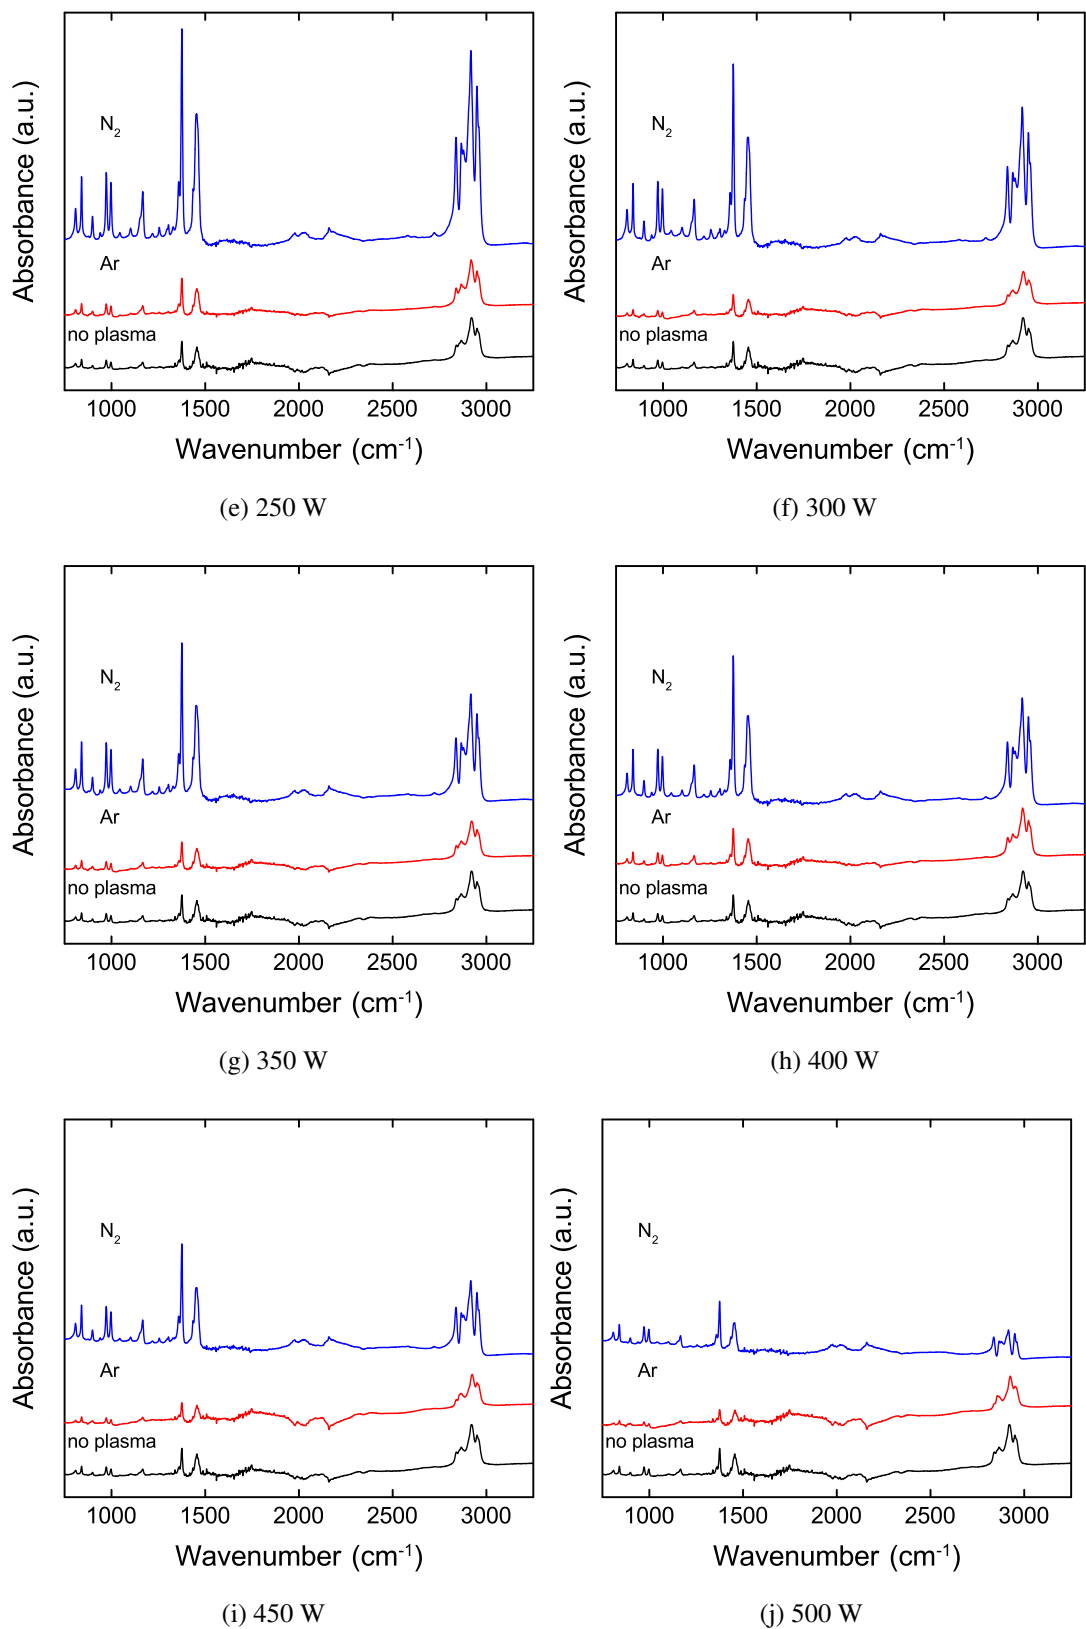 Absorbance (a.u.)
N2
Ar
no plasma
1000 1500 2000 2500 3000
Wavenumber (cm-1)
(e) 250 W
Absorbance (a.u.)
N2
Ar
no plasma
1000 1500 2000 2500 3000
Wavenumber (cm-1)
(f) 300 W
Absorbance (a.u.)
N2
Ar
no plasma
1000 1500 2000 2500 3000
Wavenumber (cm-1)
(g) 350 W
Absorbance (a.u.)
N2
Ar
no plasma
1000 1500 2000 2500 3000
Wavenumber (cm-1)
(h) 400 W
Absorbance (a.u.)
N2
Ar
no plasma
1000 1500 2000 2500 3000
Wavenumber (cm-1)
(i) 450 W
Absorbance (a.u.)
N2
Ar
no plasma
1000 1500 2000 2500 3000
Wavenumber (cm-1)
(j) 500 W